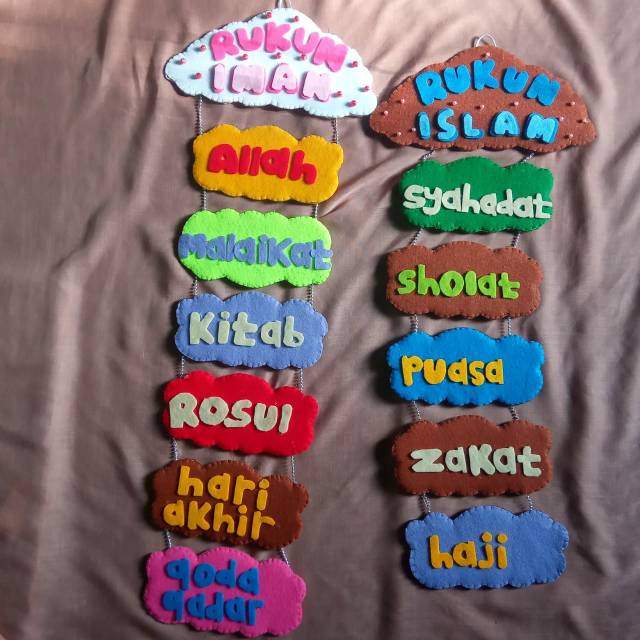 RUKUN
IMAN
Allah
Malaikat
Kitab
ROSUl
hari
akhir
qoda
qadar
RUKUN
ISLAM
syahadat
shOlat
PUasa
zaKat
haji